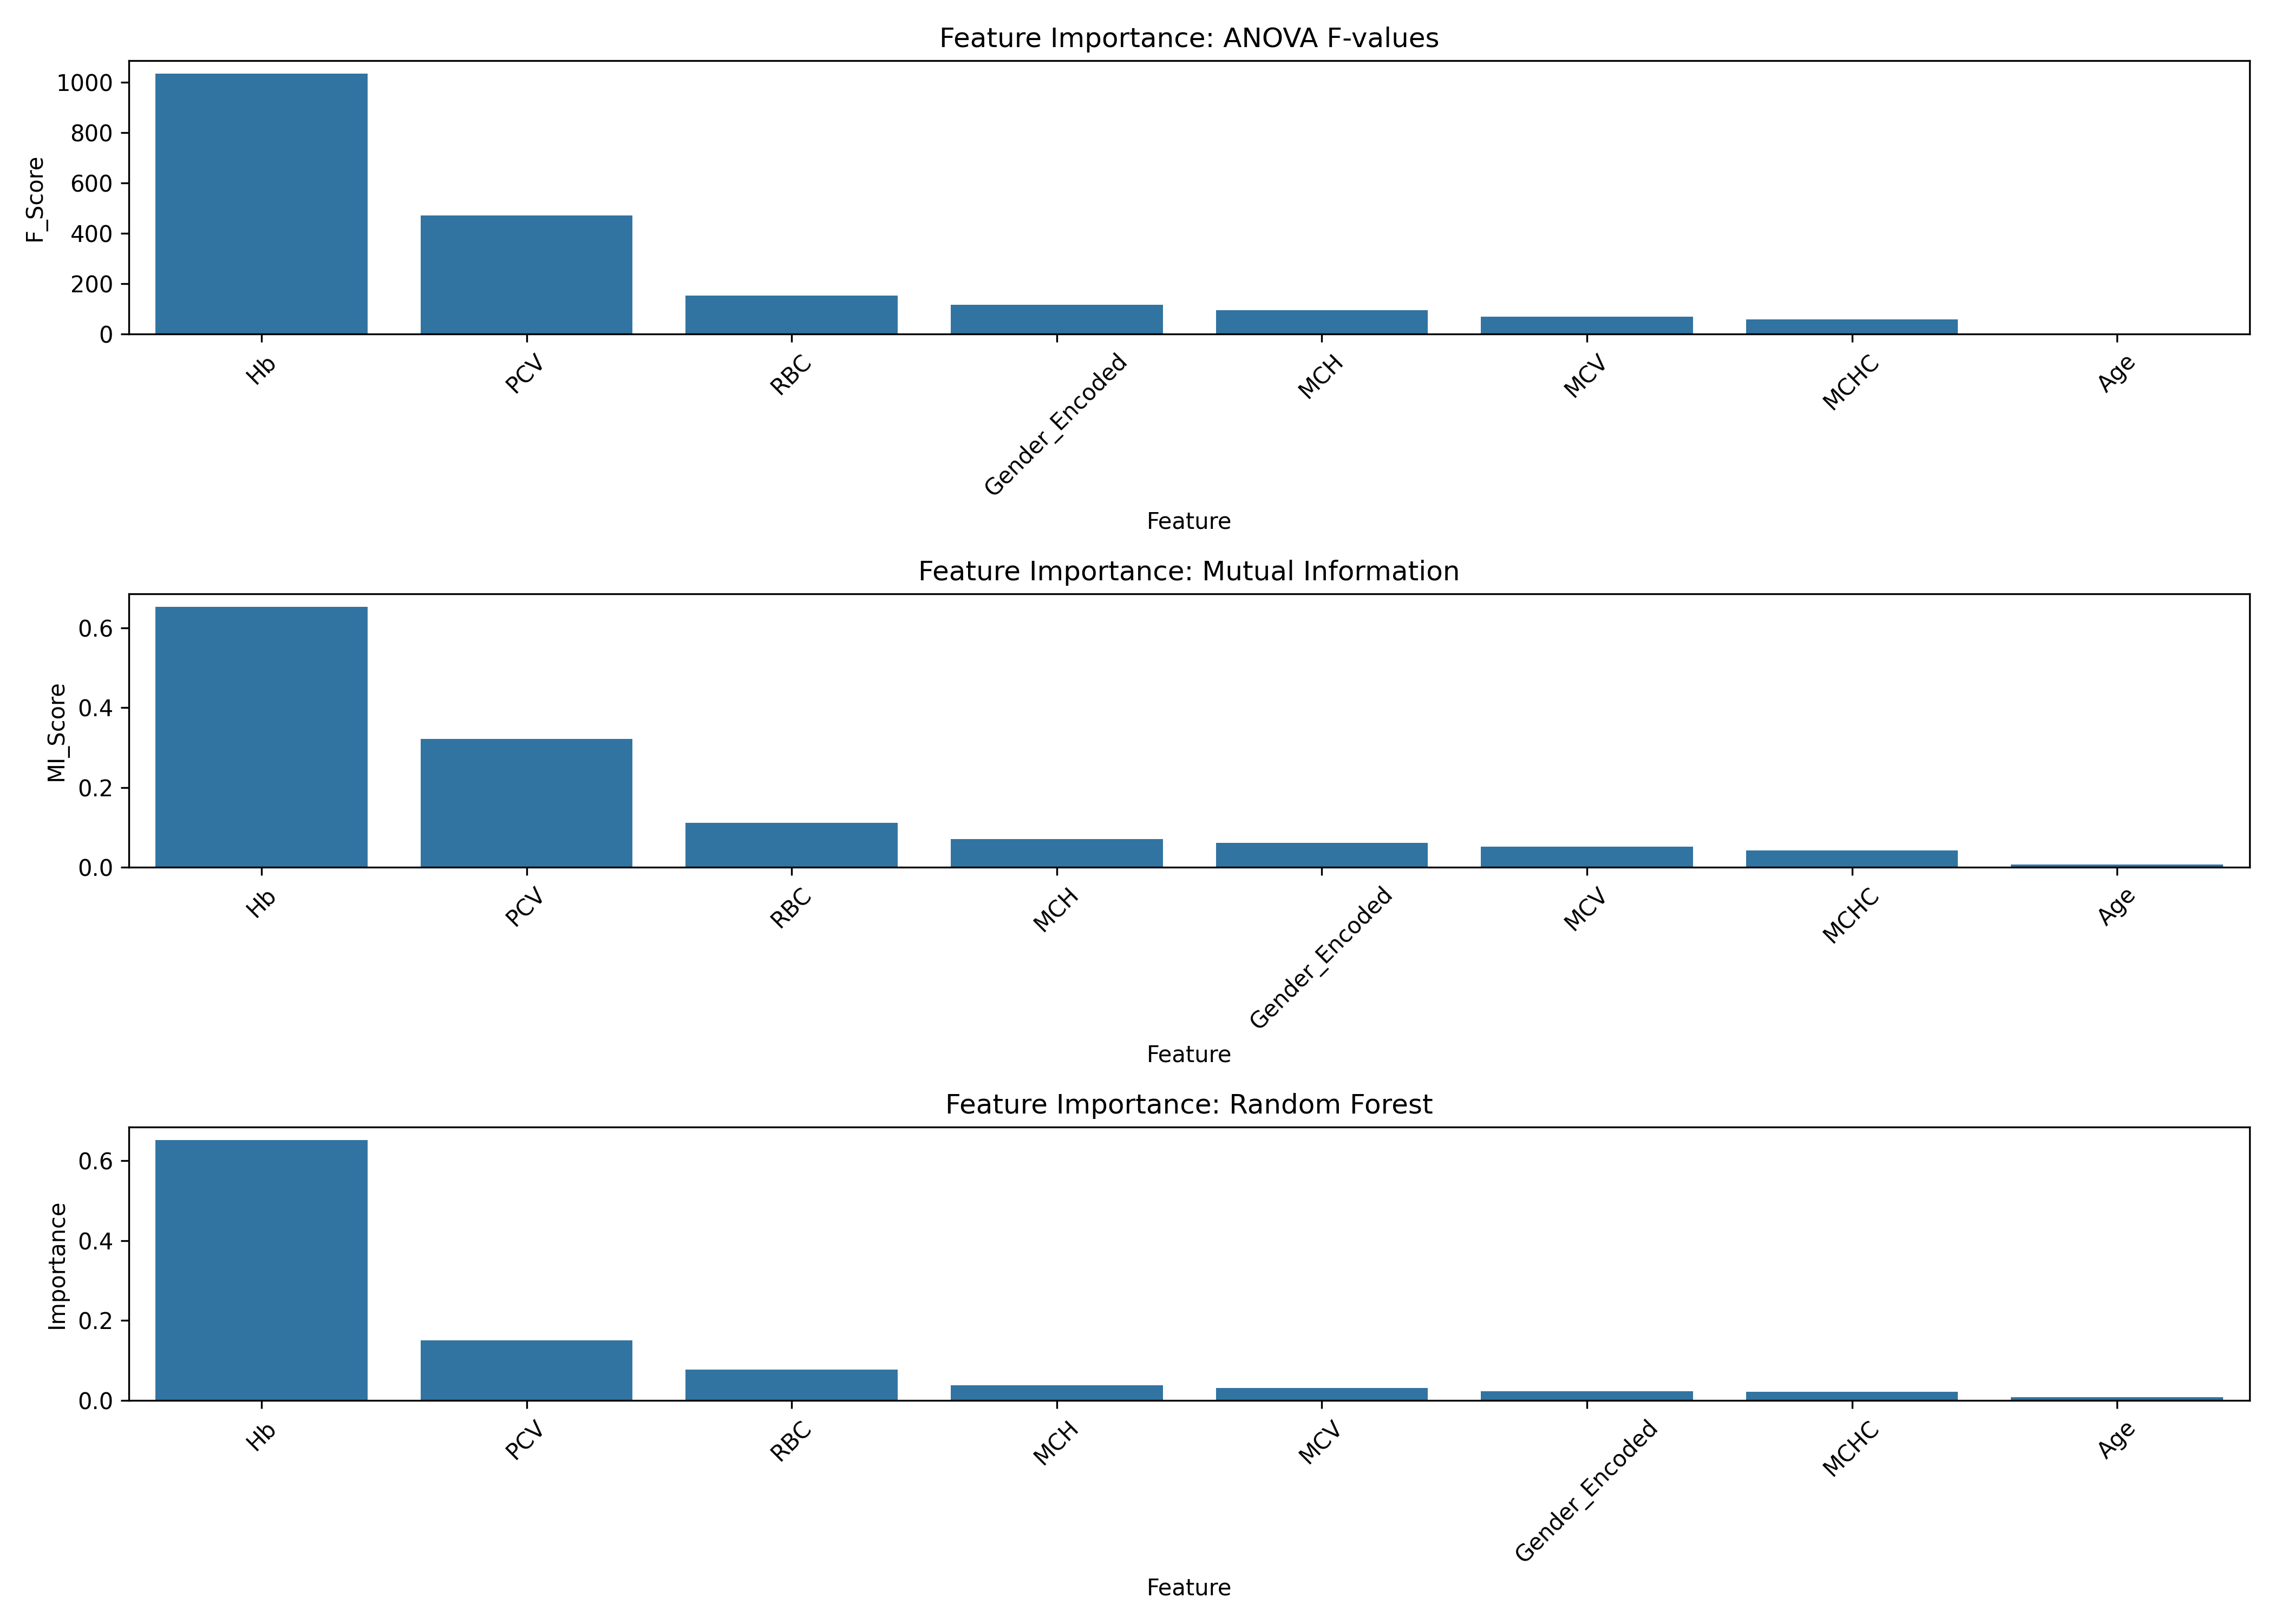 Feature Importance: ANOVA F-values
F_Score
1000
800
600
400
200
0
Hb
PCV
RBC
Gender_Encoded
MCH
MCV
MCHC
Age
Feature
Feature Importance: Mutual Information
MI_Score
0.6
0.4
0.2
0.0
Hb
PCV
RBC
MCH
Gender_Encoded
MCV
MCHC
Age
Feature
Feature Importance: Random Forest
Importance
0.6
0.4
0.2
0.0
Hb
PCV
RBC
MCH
MCV
Gender_Encoded
MCHC
Age
Feature